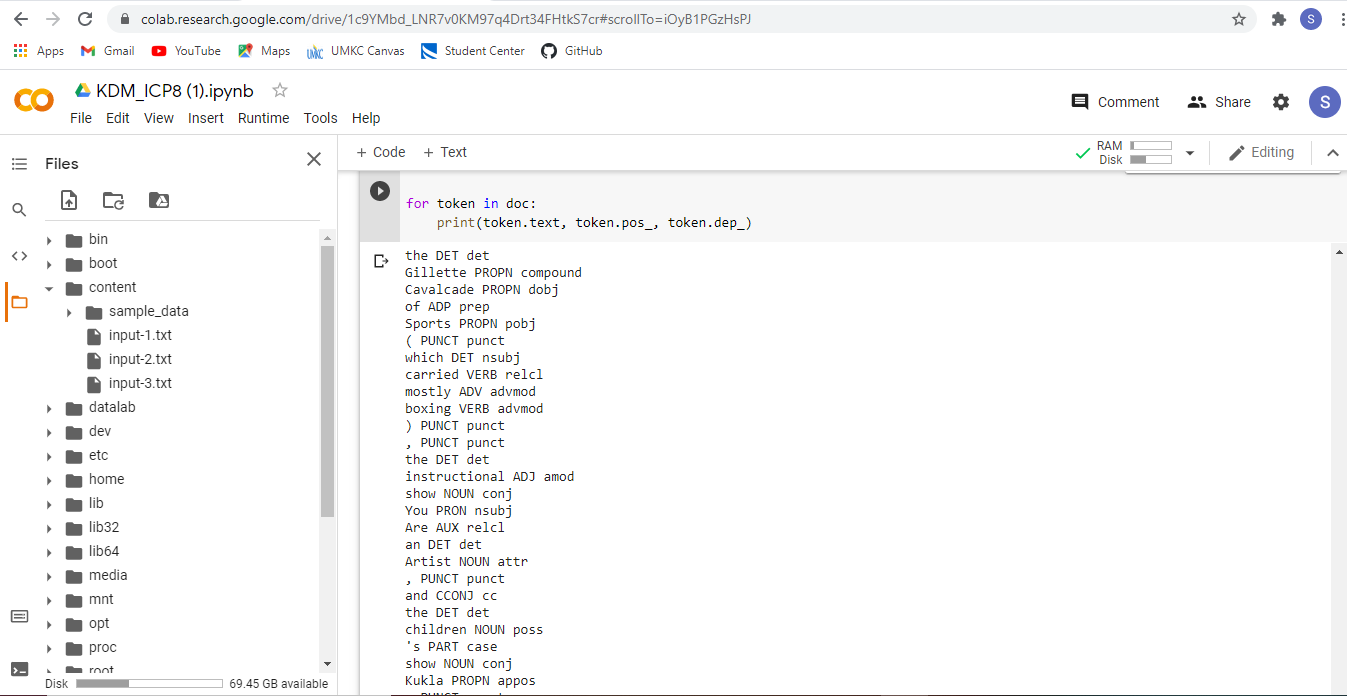 colab.research.google.com/drive/1c9YMbd_LNR7v0KM97q4Drt34FHtkS7cr#scrollTo=iOyB1PGzHsPJ
S
Apps Gmail YouTube Maps UMKC UMKC Canvas Student Center GitHub
KDM_ICP8 (1).ipynb
File Edit View Insert Runtime Tools Help
Comment Share S
Files
+ Code + Text
RAM
Disk
Editing
bin
boot
content
sample_data
input-1.txt
input-2.txt
input-3.txt
datalab
dev
etc
home
lib
lib32
lib64
media
mnt
opt
proc
root
Disk 69.45 GB available
for token in doc:
print(token.text, token.pos_, token.dep_)
the DET det
Gillette PROPN compound
Cavalcade PROPN dobj
of ADP prep
Sports PROPN pobj
( PUNCT punct
which DET nsubj
carried VERB relcl
mostly ADV advmod
boxing VERB advmod
) PUNCT punct
, PUNCT punct
the DET det
instructional ADJ amod
show NOUN conj
You PRON nsubj
Are AUX relcl
an DET det
Artist NOUN attr
, PUNCT punct
and CCONJ cc
the DET det
children NOUN poss
's PART case
show NOUN conj
Kukla PROPN appos